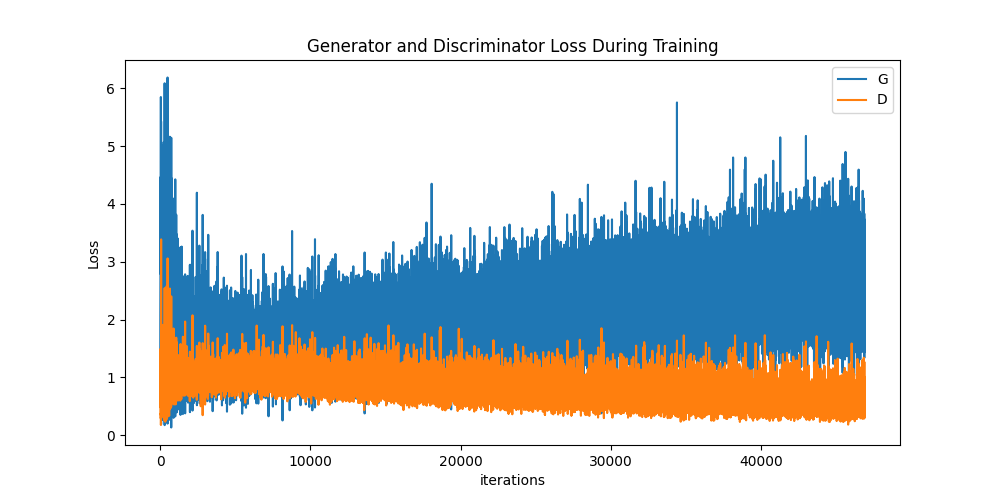 Generator and Discriminator Loss During Training
G
D
6
5
4
3
2
1
0
Loss
0 10000 20000 30000 40000
iterations